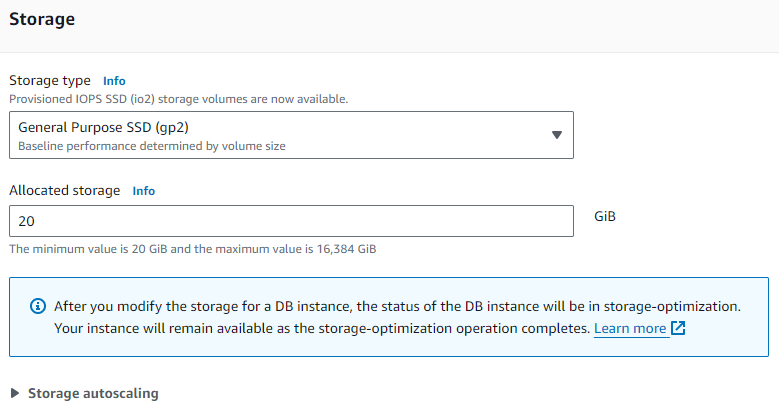 Storage
Storage type Info
Provisioned IOPS SSD (io2) storage volumes are now available.
General Purpose SSD (gp2)
Baseline performance determined by volume size
Allocated storage Info
20 GiB
The minimum value is 20 GiB and the maximum value is 16,384 GiB
After you modify the storage for a DB instance, the status of the DB instance will be in storage-optimization.
Your instance will remain available as the storage-optimization operation completes. Learn more
Storage autoscaling